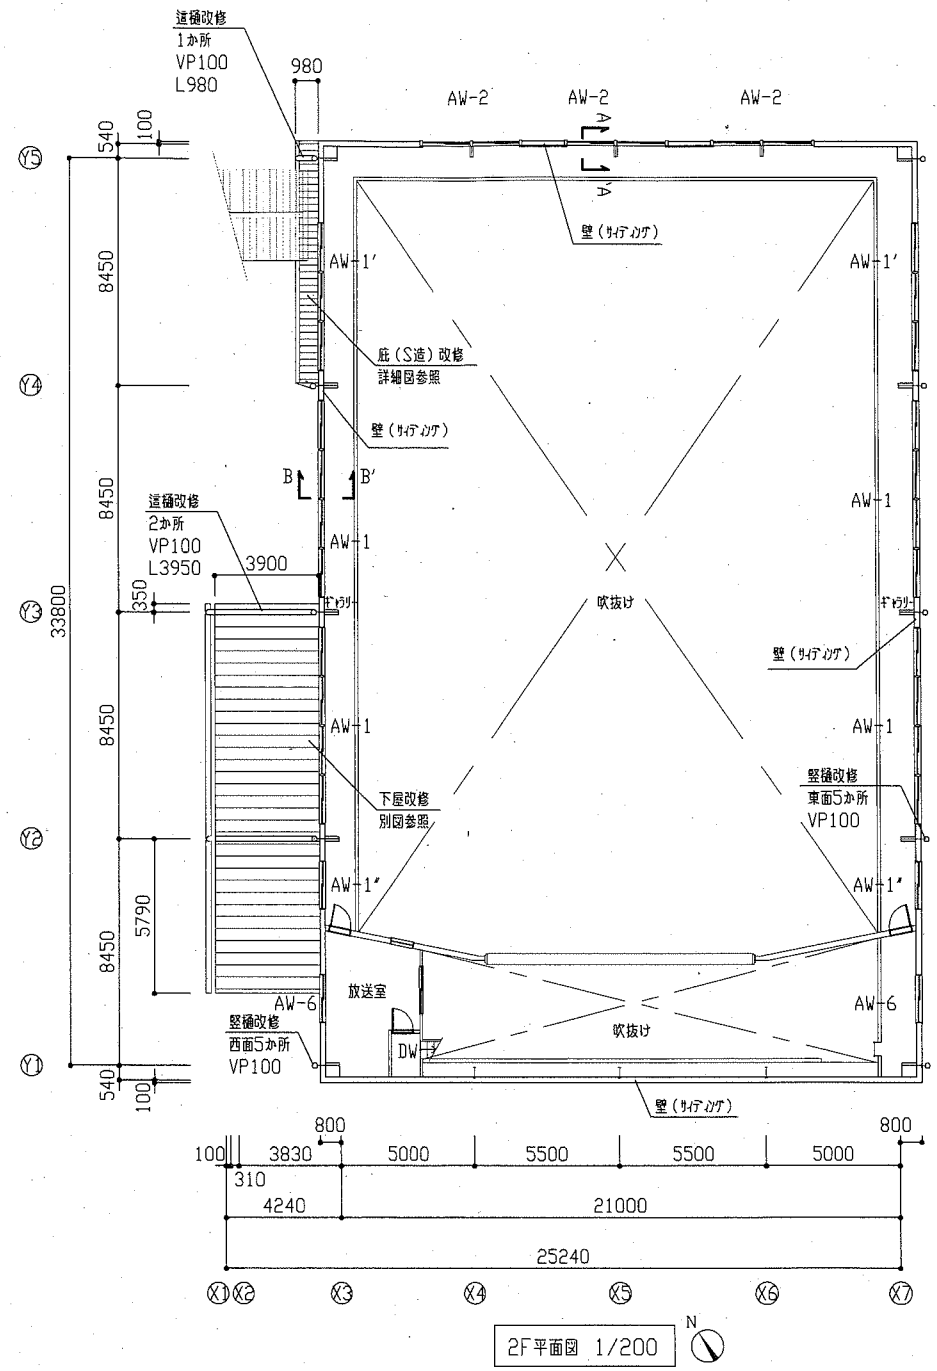 這樋改修
1か所
VP100
L980
980
AW-2
AW-2
AW-2
A
A'
540
100
Y5
壁(サイディング)
AW-1'
AW-1'
8450
庇(S造)改修
詳細図参照
Y4
壁(サイディング)
B
B'
這樋改修
2か所
VP100
L3950
8450
AW-1
AW-1
3900
350
Y3
33800
ギャラリー
吹抜け
ギャラリー
壁(サイディング)
8450
AW-1
AW-1
下屋改修
別図参照
竪樋改修
東面5か所
VP100
Y2
AW-1"
AW-1"
5790
8450
放送室
AW-6
AW-6
吹抜け
竪樋改修
西面5か所
VP100
DW
Y1
540
100
壁(サイディング)
800
800
100
3830
5000
5500
5500
5000
310
4240
21000
25240
X1
X2
X3
X4
X5
X6
X7
2F平面図 1/200
N